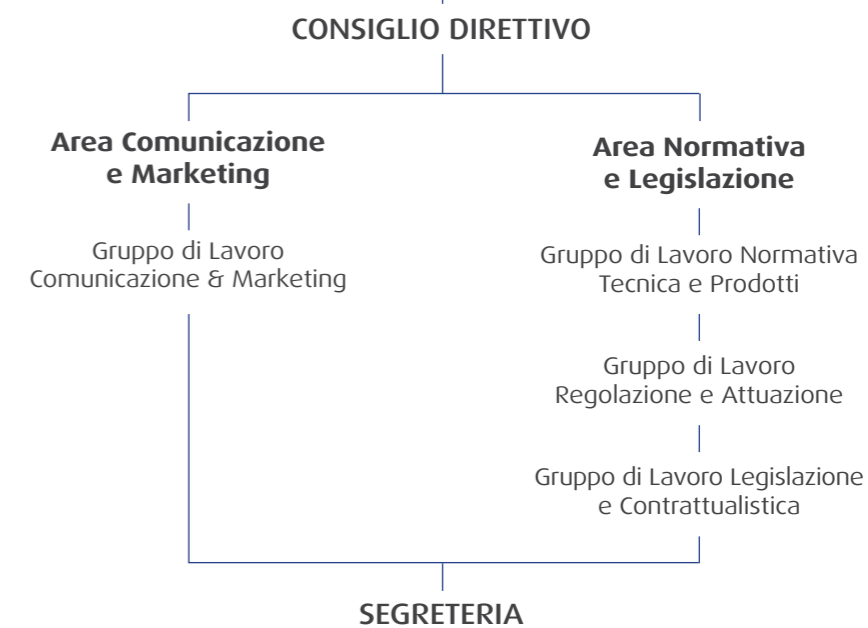 CONSIGLIO DIRETTIVO
Area Comunicazione
e Marketing
Gruppo di Lavoro
Comunicazione & Marketing
Area Normativa
e Legislazione
Gruppo di Lavoro Normativa
Tecnica e Prodotti
Gruppo di Lavoro
Regolazione e Attuazione
Gruppo di Lavoro Legislazione
e Contrattualistica
SEGRETERIA